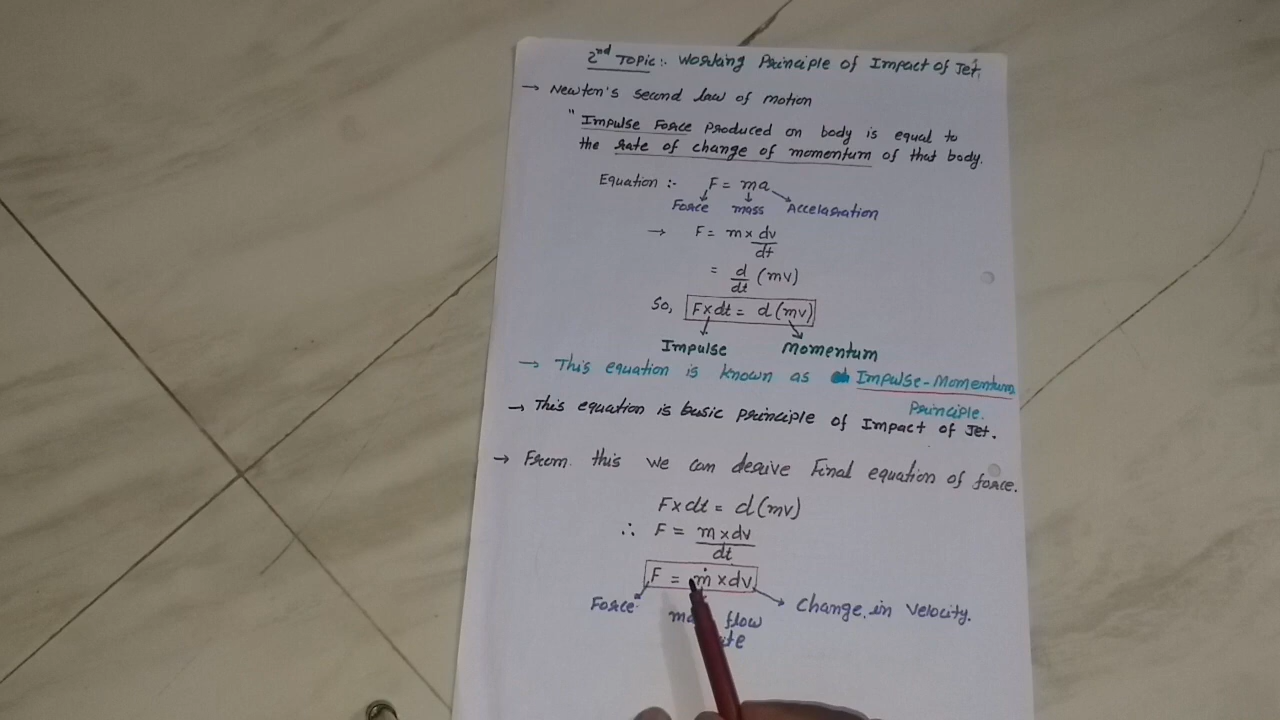 2nd Topic:- Working Principle of Impact of Jet.
→ Newton's second law of motion
"Impulse Force produced on body is equal to
the rate of change of momentum of that body.
Equation :- F = ma
Force mass Accelaration
→ F = m x dv/dt
= d/dt (mv)
So, F x dt = d(mv)
Impulse Momentum
→ This equation is known as Impulse-Momentum
Principle.
→ This equation is basic principle of Impact of Jet.
→ From this we can derive Final equation of force.
F x dt = d(mv)
∴ F = m x dv/dt
F = ṁ x dv
Force flow Change in Velocity.